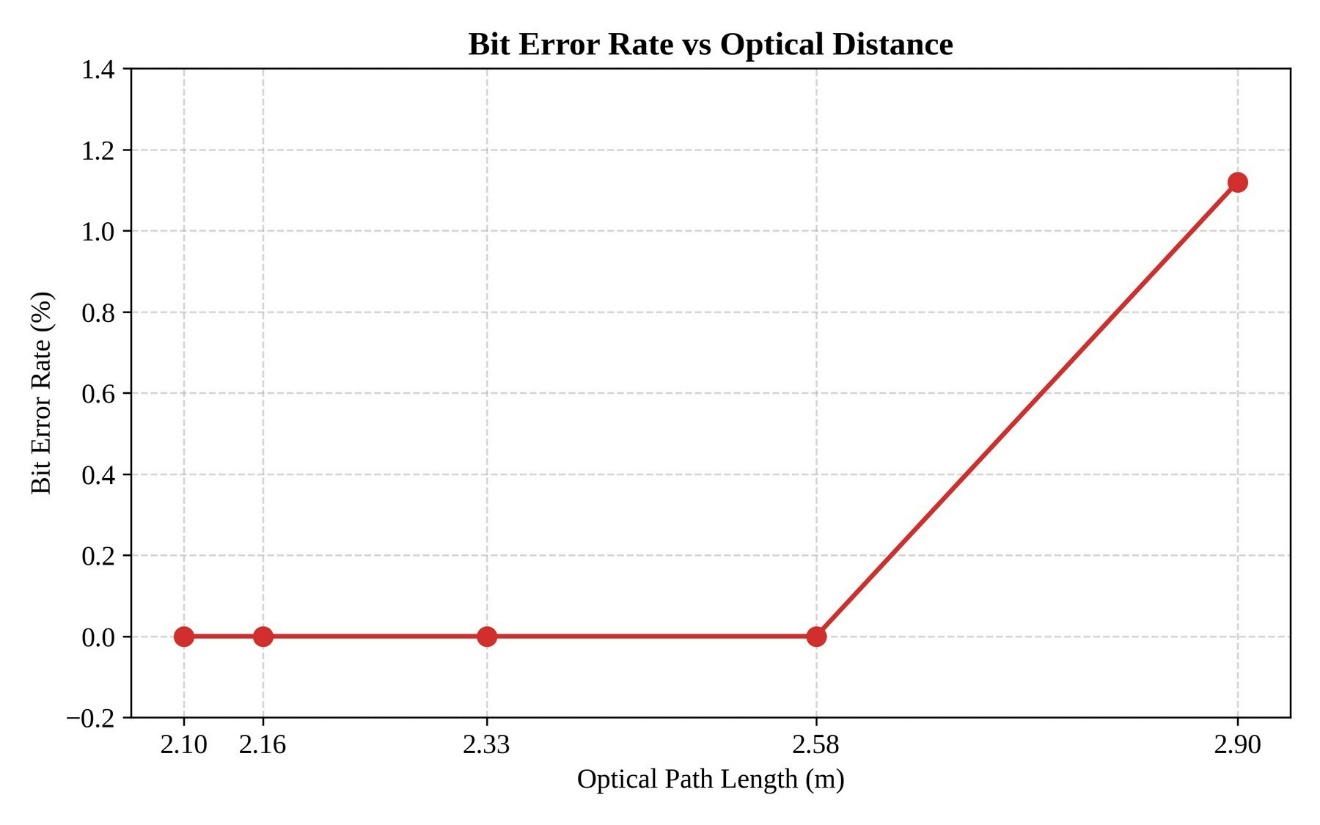 Bit Error Rate vs Optical Distance
1.4
1.2
1.0
0.8
0.6
0.4
0.2
0.0
−0.2
Bit Error Rate (%)
2.10 2.16 2.33 2.58 2.90
Optical Path Length (m)